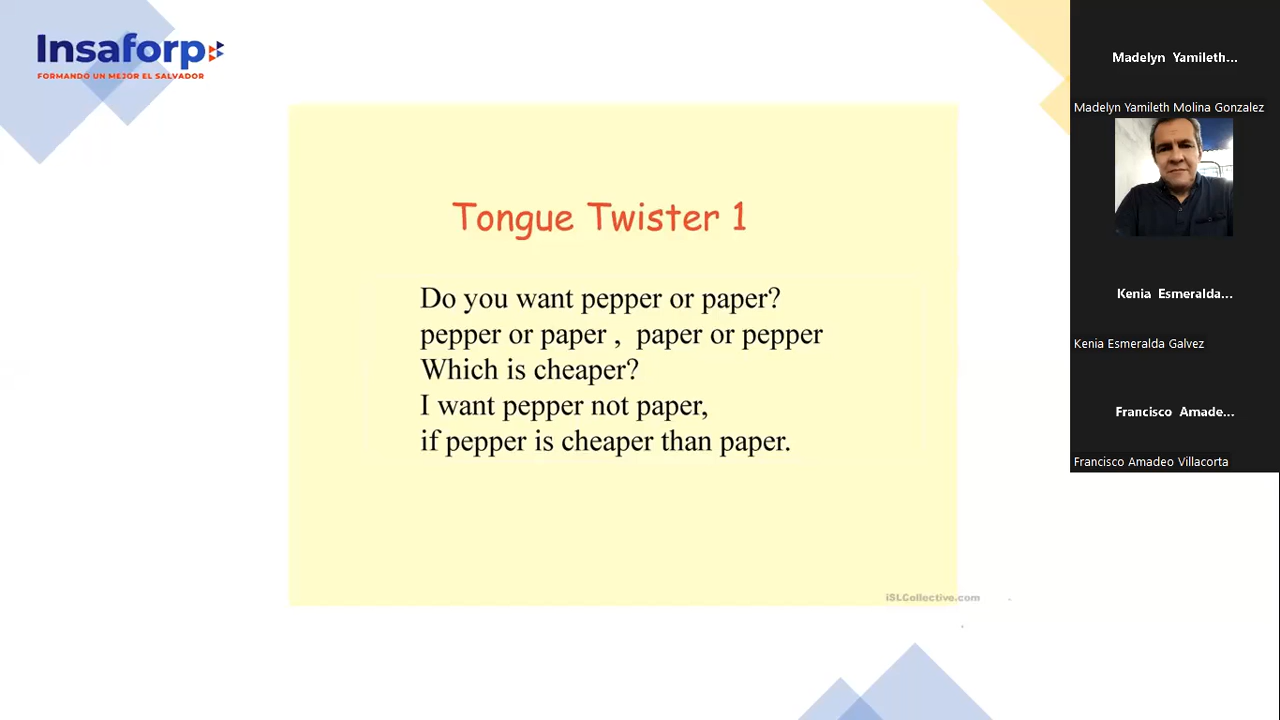 Insaforp
FORMANDO UN MEJOR EL SALVADOR
Tongue Twister 1
Do you want pepper or paper?
pepper or paper , paper or pepper
Which is cheaper?
I want pepper not paper,
if pepper is cheaper than paper.
iSLCollective.com
Madelyn Yamileth...
Madelyn Yamileth Molina Gonzalez
Kenia Esmeralda...
Kenia Esmeralda Galvez
Francisco Amade...
Francisco Amadeo Villacorta